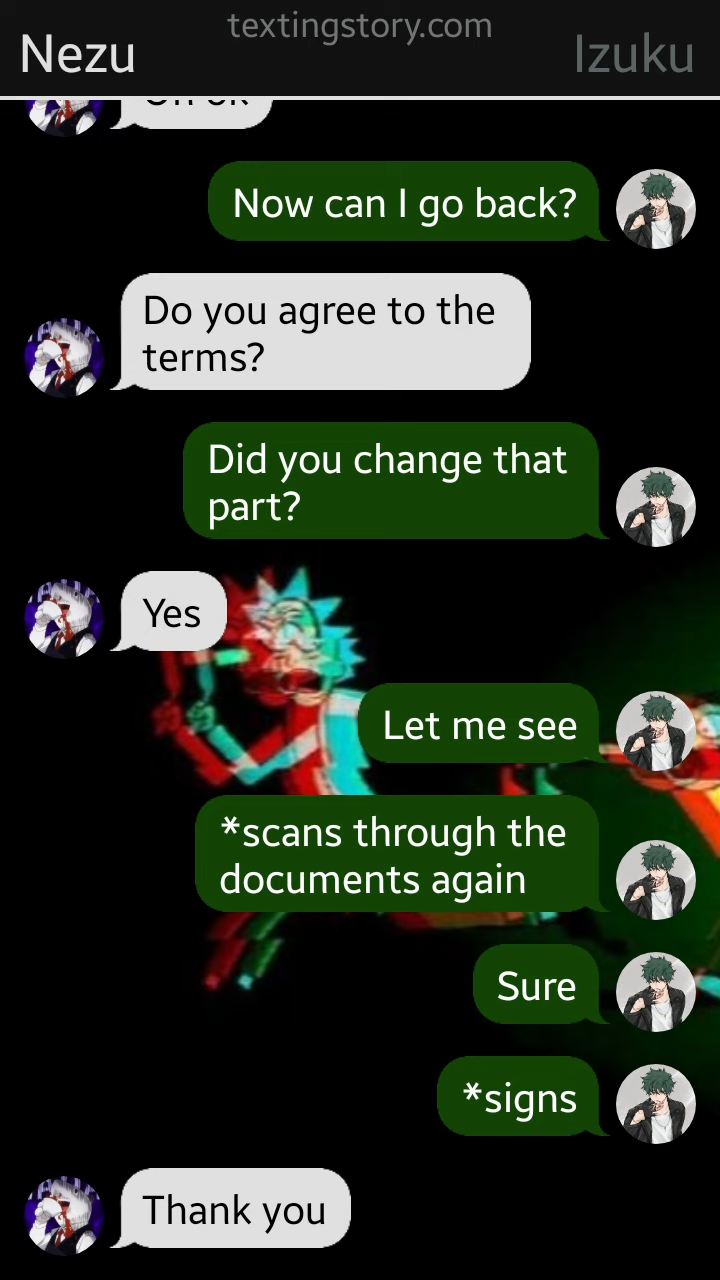 textingstory.com
Nezu
Izuku
Now can I go back?
Do you agree to the
terms?
Did you change that
part?
Yes
Let me see
*scans through the
documents again
Sure
*signs
Thank you